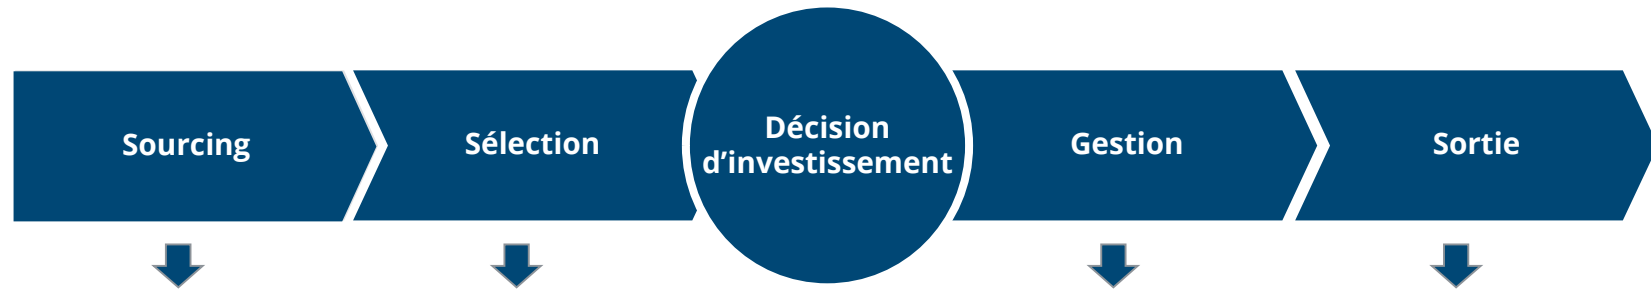 Sourcing
Sélection
Décision
d’investissement
Gestion
Sortie